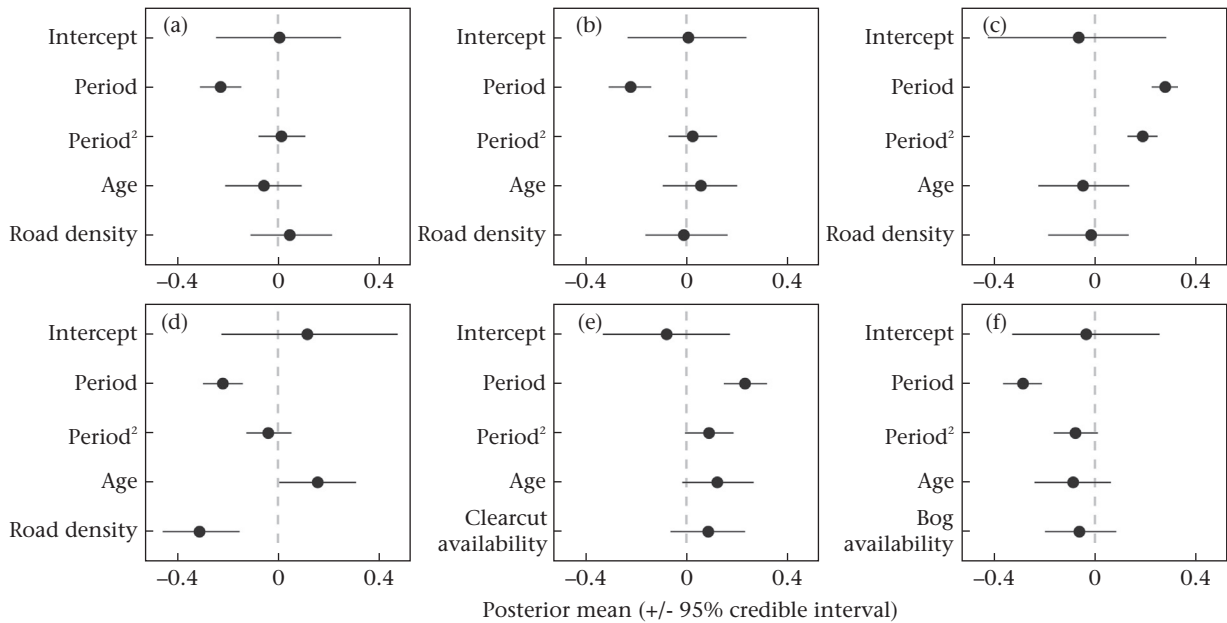 (a)
Intercept
Period
Period²
Age
Road density
−0.4 0 0.4
(b)
Intercept
Period
Period²
Age
Road density
−0.4 0 0.4
(c)
Intercept
Period
Period²
Age
Road density
−0.4 0 0.4
(d)
Intercept
Period
Period²
Age
Road density
−0.4 0 0.4
(e)
Intercept
Period
Period²
Age
Clearcut
availability
−0.4 0 0.4
(f)
Intercept
Period
Period²
Age
Bog
availability
−0.4 0 0.4
Posterior mean (+/- 95% credible interval)